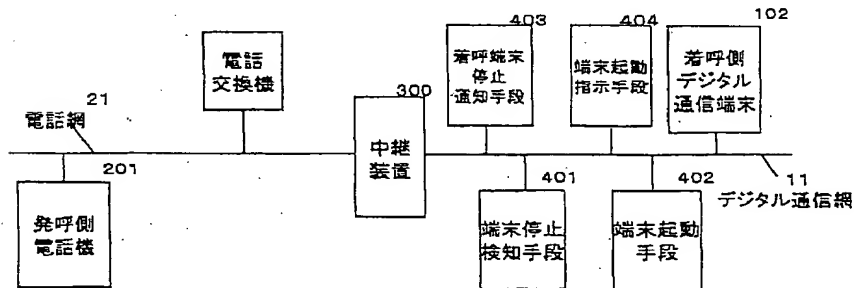 403
404
102
電話
交換機
着呼端末
停止
通知手段
端末起動
指示手段
着呼側
デジタル
通信端末
21
電話網
300
中継
装置
201
発呼側
電話機
401
端末停止
検知手段
402
端末起動
手段
11
デジタル通信網